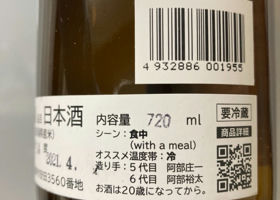 4 932886 001955
日本酒
内容量 720 ml
シーン：食中
(with a meal)
オススメ温度帯：冷
造り手：5代目 阿部庄一
6代目 阿部裕太
お酒は20歳になってから。
要冷蔵
商品詳細
2021. 4.
3560番地